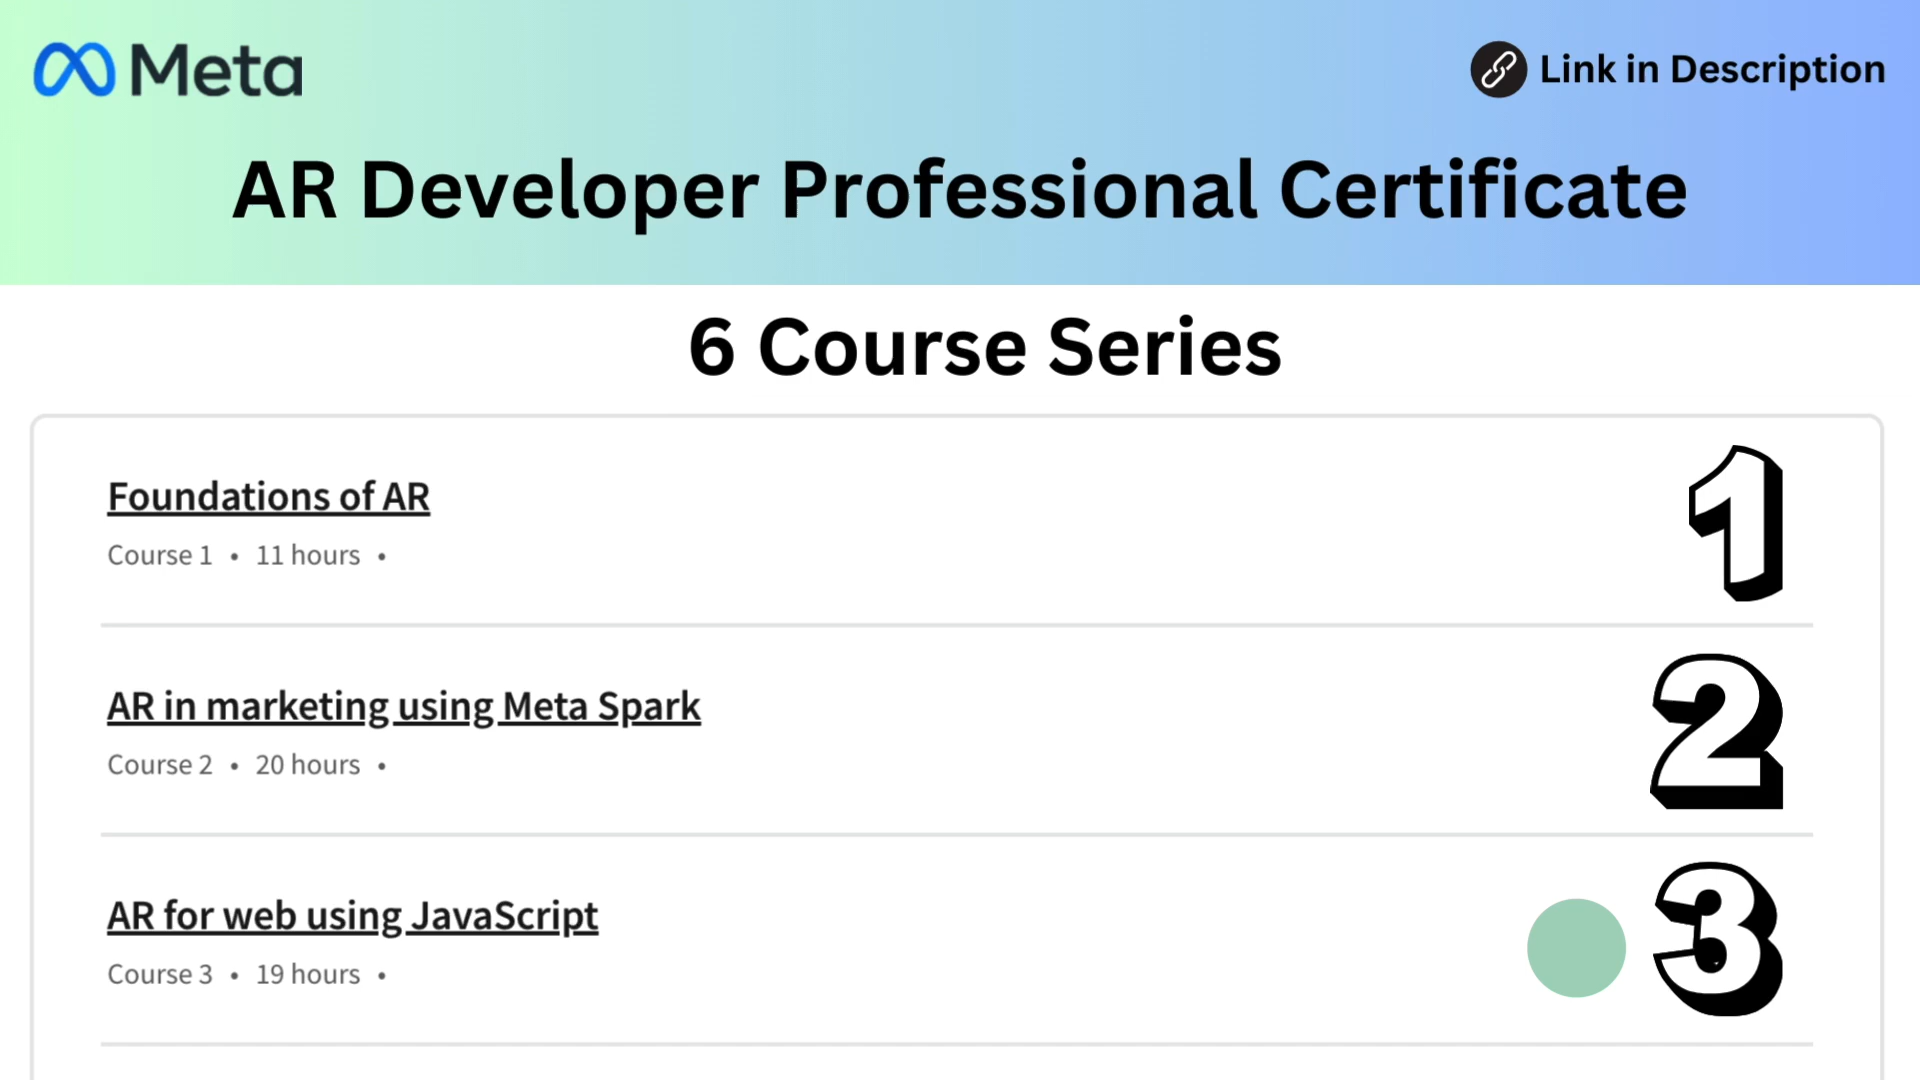 Meta
Link in Description
AR Developer Professional Certificate
6 Course Series
Foundations of AR
Course 1 • 11 hours •
1
AR in marketing using Meta Spark
Course 2 • 20 hours •
2
AR for web using JavaScript
Course 3 • 19 hours •
3